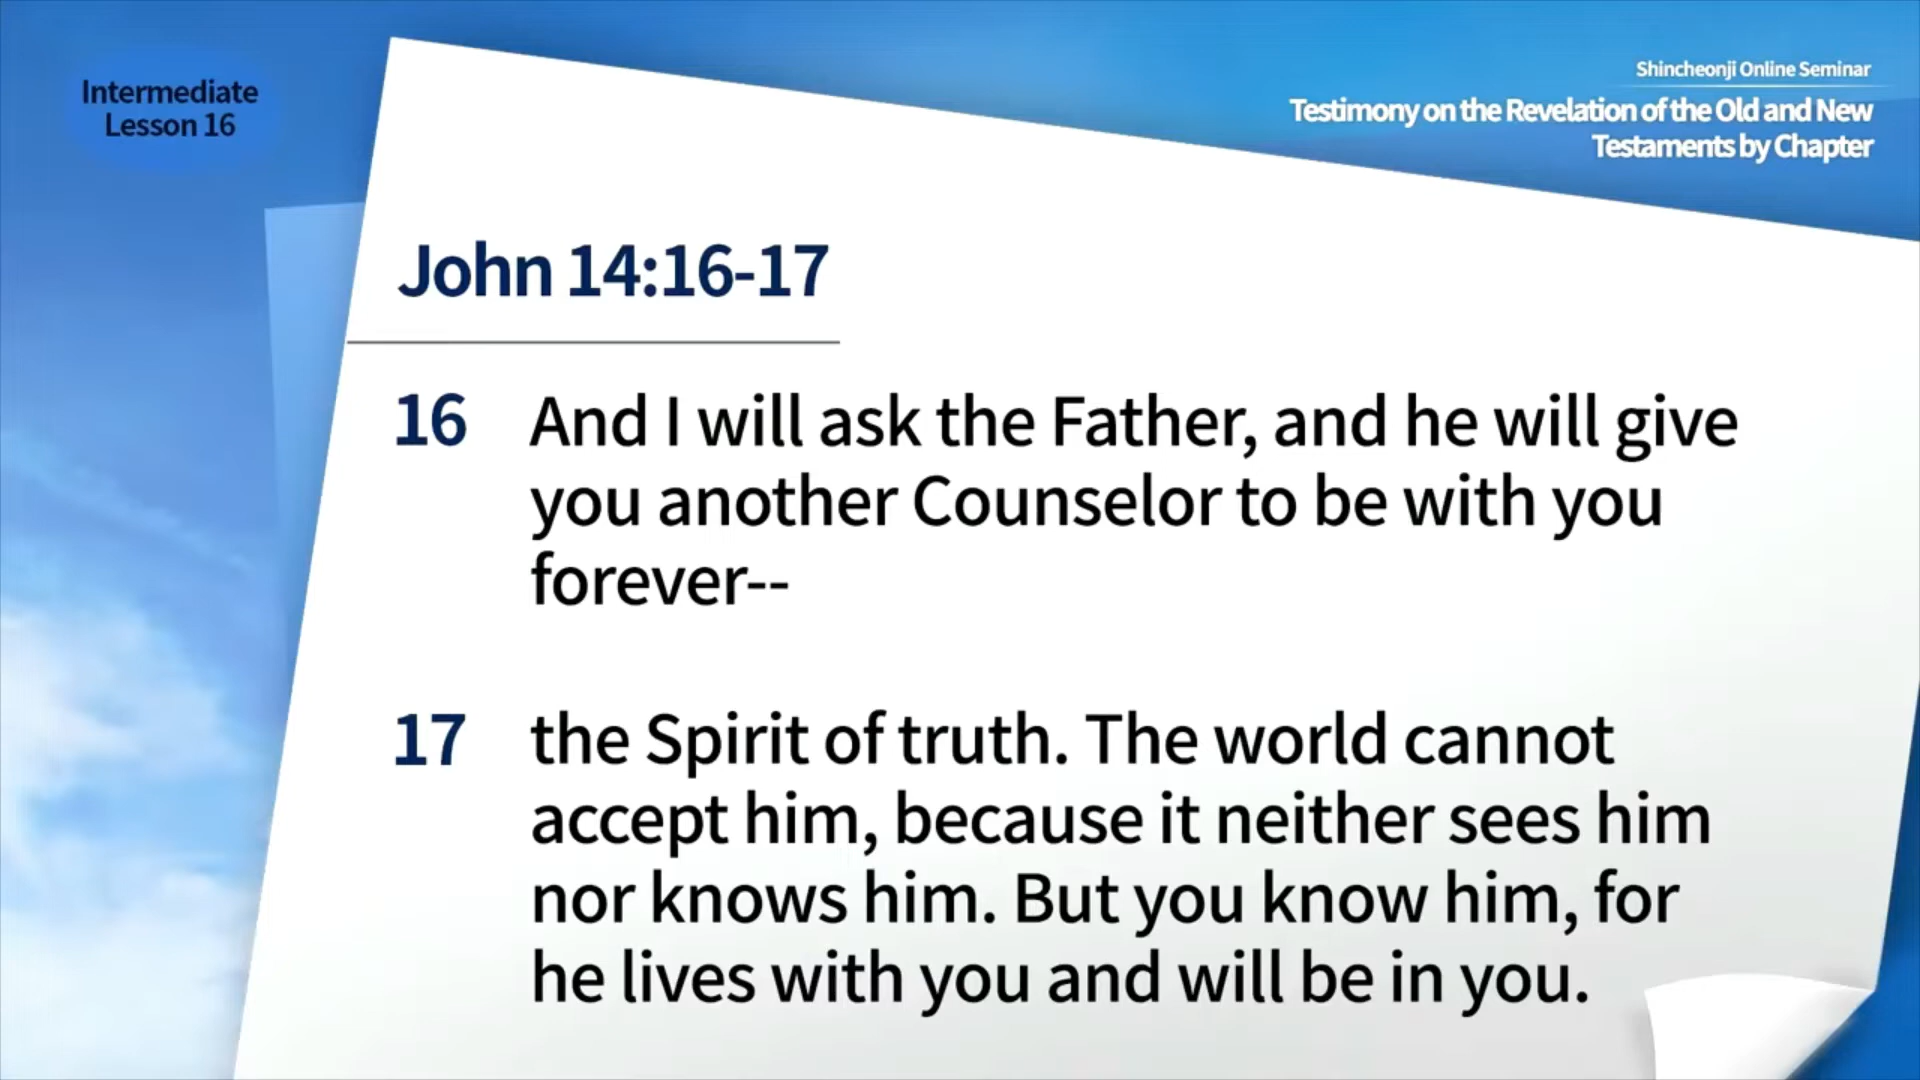 Intermediate
Lesson 16
Shincheonji Online Seminar
Testimony on the Revelation of the Old and New
Testaments by Chapter
John 14:16-17
16 And I will ask the Father, and he will give
you another Counselor to be with you
forever--
17 the Spirit of truth. The world cannot
accept him, because it neither sees him
nor knows him. But you know him, for
he lives with you and will be in you.